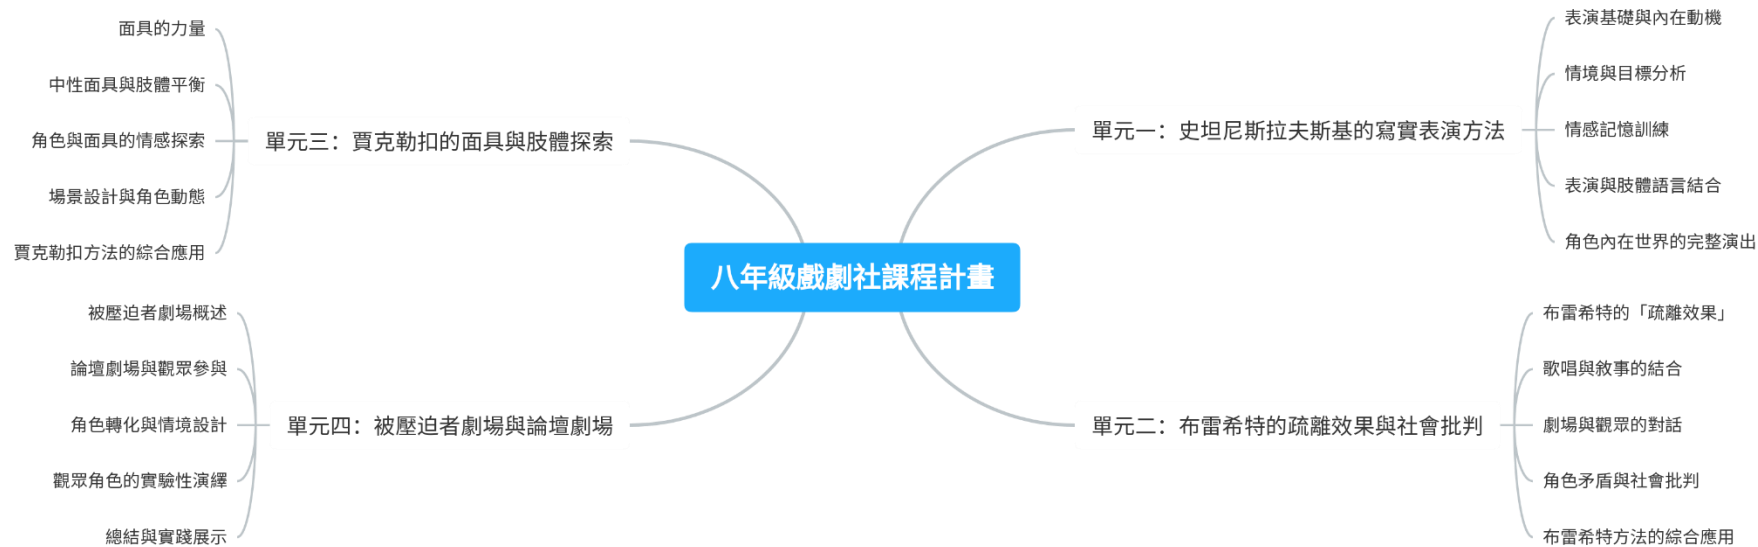 八年級戲劇社課程計畫
單元一：史坦尼斯拉夫斯基的寫實表演方法
表演基礎與內在動機
情境與目標分析
情感記憶訓練
表演與肢體語言結合
角色內在世界的完整演出
單元二：布雷希特的疏離效果與社會批判
布雷希特的「疏離效果」
歌唱與敘事的結合
劇場與觀眾的對話
角色矛盾與社會批判
布雷希特方法的綜合應用
單元三：賈克勒扣的面具與肢體探索
面具的力量
中性面具與肢體平衡
角色與面具的情感探索
場景設計與角色動態
賈克勒扣方法的綜合應用
單元四：被壓迫者劇場與論壇劇場
被壓迫者劇場概述
論壇劇場與觀眾參與
角色轉化與情境設計
觀眾角色的實驗性演繹
總結與實踐展示